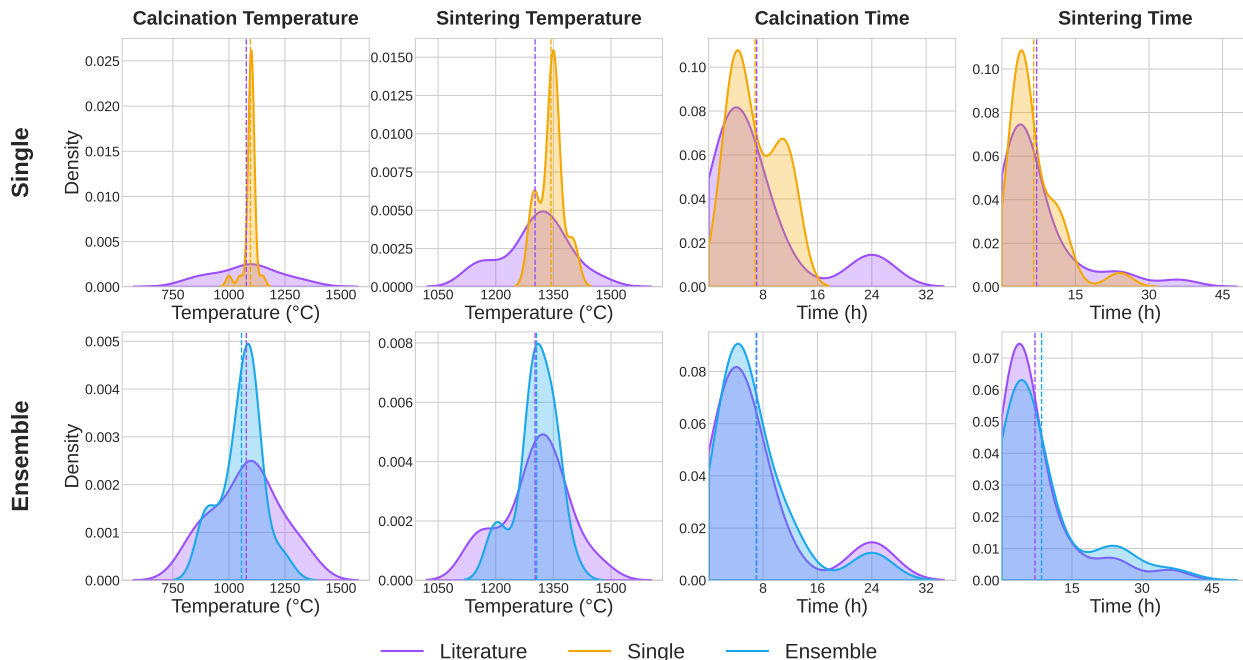 Calcination Temperature
Sintering Temperature
Calcination Time
Sintering Time
Single
Density
0.025
0.020
0.015
0.010
0.005
0.000
750 1000 1250 1500
Temperature (°C)
0.0150
0.0125
0.0100
0.0075
0.0050
0.0025
0.0000
1050 1200 1350 1500
Temperature (°C)
0.10
0.08
0.06
0.04
0.02
0.00
8 16 24 32
Time (h)
0.10
0.08
0.06
0.04
0.02
0.00
15 30 45
Time (h)
Ensemble
Density
0.005
0.004
0.003
0.002
0.001
0.000
750 1000 1250 1500
Temperature (°C)
0.008
0.006
0.004
0.002
0.000
1050 1200 1350 1500
Temperature (°C)
0.08
0.06
0.04
0.02
0.00
8 16 24 32
Time (h)
0.07
0.06
0.05
0.04
0.03
0.02
0.01
0.00
15 30 45
Time (h)
Literature Single Ensemble